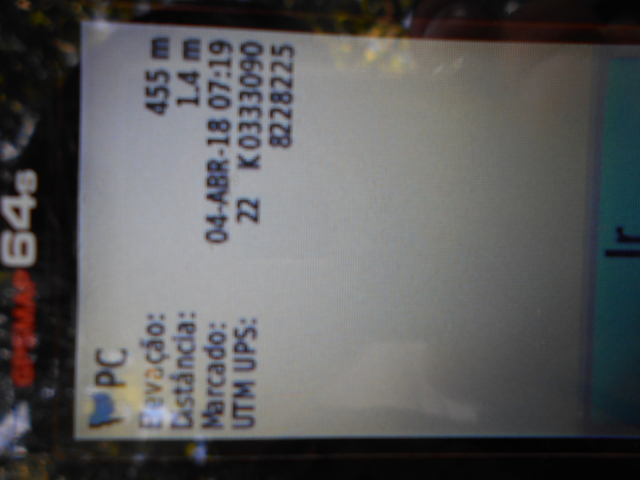 GPSMAP 64s
PC
Elevação: 455 m
Distância: 1.4 m
Marcado: 04-ABR-18 07:19
UTM UPS: 22 K 0333090
8228225
Ir